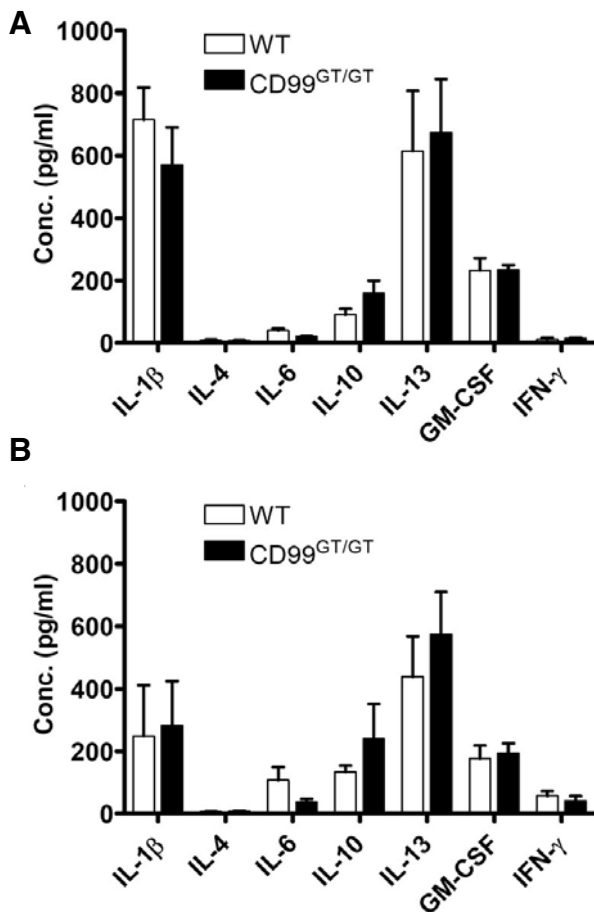 A
1000
800
600
400
200
0
Conc. (pg/ml)
WT
CD99GT/GT
IL-1β
IL-4
IL-6
IL-10
IL-13
GM-CSF
IFN-γ
B
1000
800
600
400
200
0
Conc. (pg/ml)
WT
CD99GT/GT
IL-1β
IL-4
IL-6
IL-10
IL-13
GM-CSF
IFN-γ